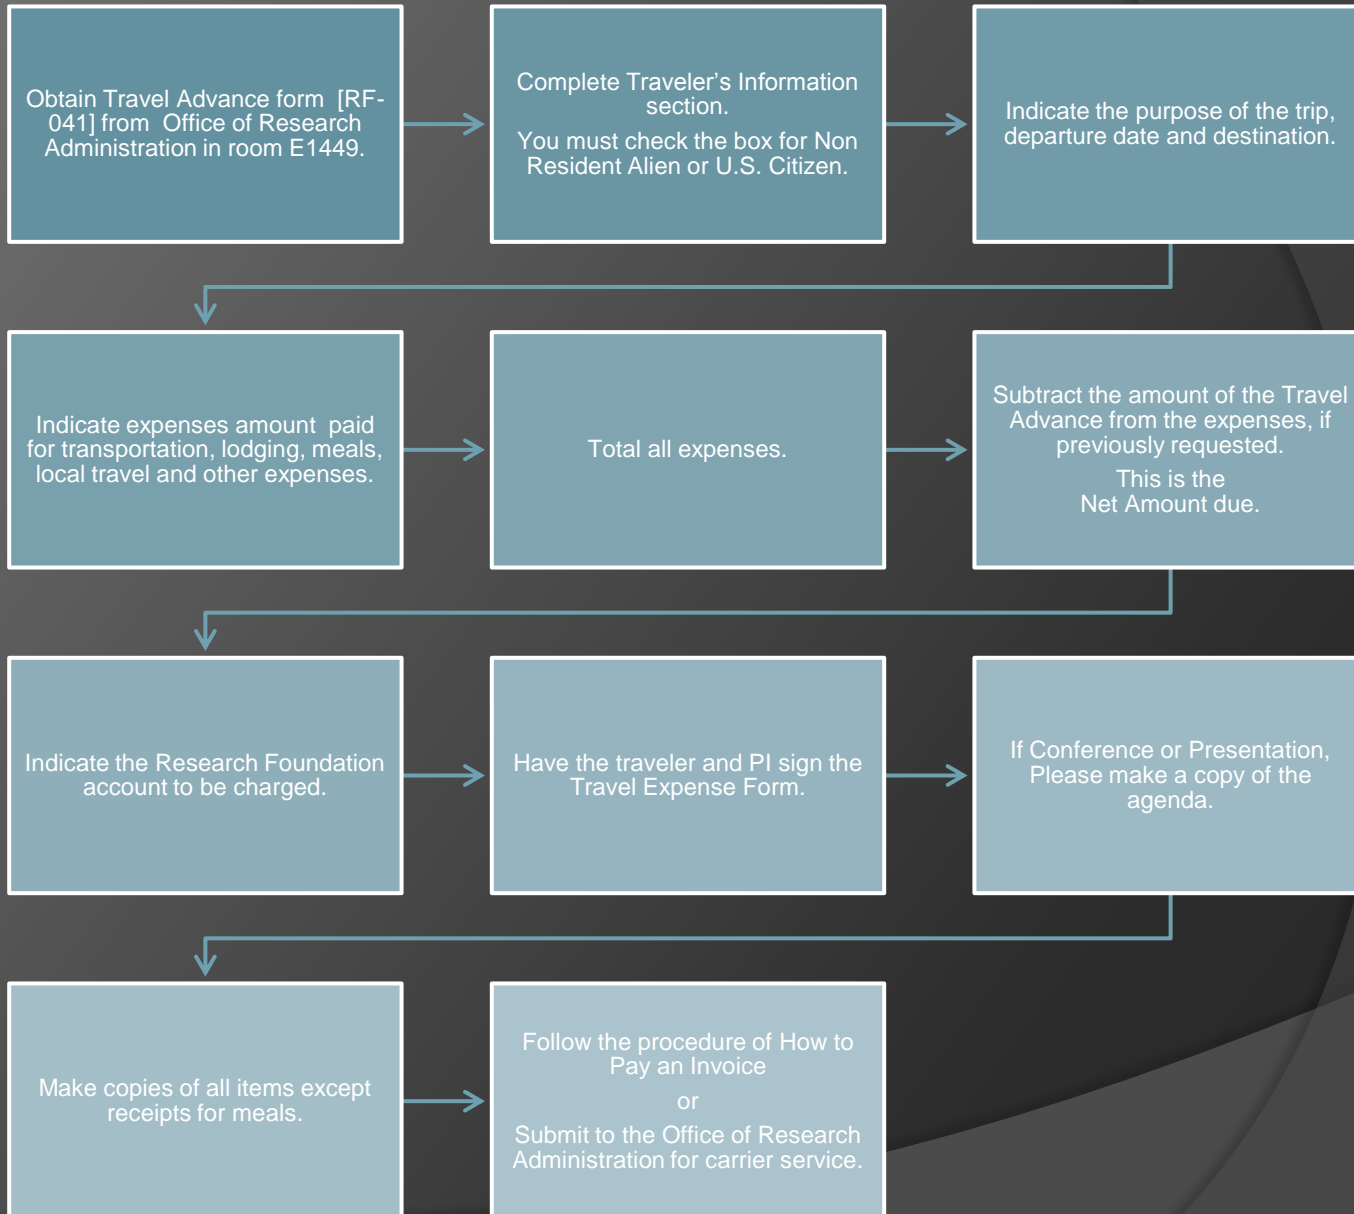 Obtain Travel Advance form  [RF-
041] from  Office of Research
Administration in room E1449.
Complete Traveler’s Information
section.
You must check the box for Non
Resident Alien or U.S. Citizen.
Indicate the purpose of the trip,
departure date and destination.
Indicate expenses amount  paid
for transportation, lodging, meals,
local travel and other expenses.
Total all expenses.
Subtract the amount of the Travel
Advance from the expenses, if
previously requested.
This is the
Net Amount due.
Indicate the Research Foundation
account to be charged.
Have the traveler and PI sign the
Travel Expense Form.
If Conference or Presentation,
Please make a copy of the
agenda.
Make copies of all items except
receipts for meals.
Follow the procedure of How to
Pay an Invoice
or
Submit to the Office of Research
Administration for carrier service.